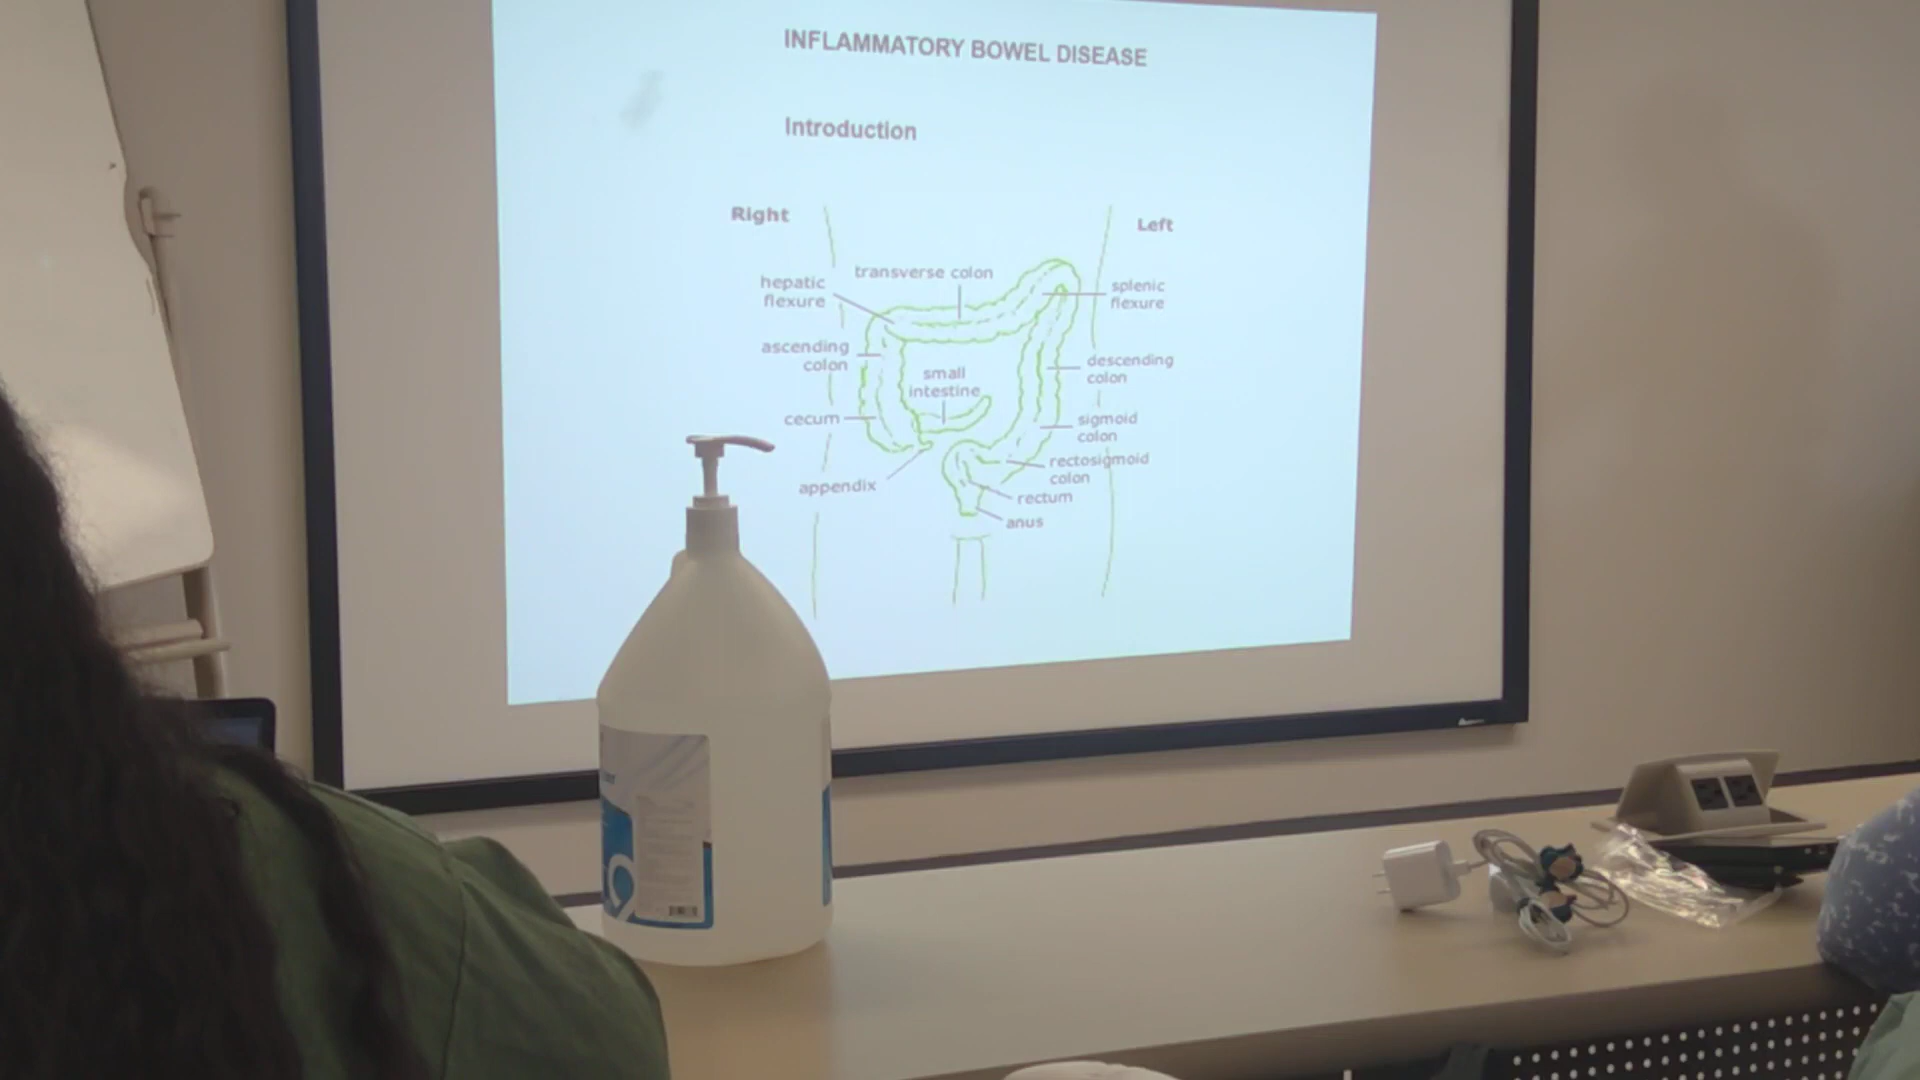 INFLAMMATORY BOWEL DISEASE
Introduction
Right
Left
transverse colon
hepatic
flexure
splenic
flexure
ascending
colon
small
intestine
descending
colon
cecum
sigmoid
colon
appendix
rectosigmoid
colon
rectum
anus